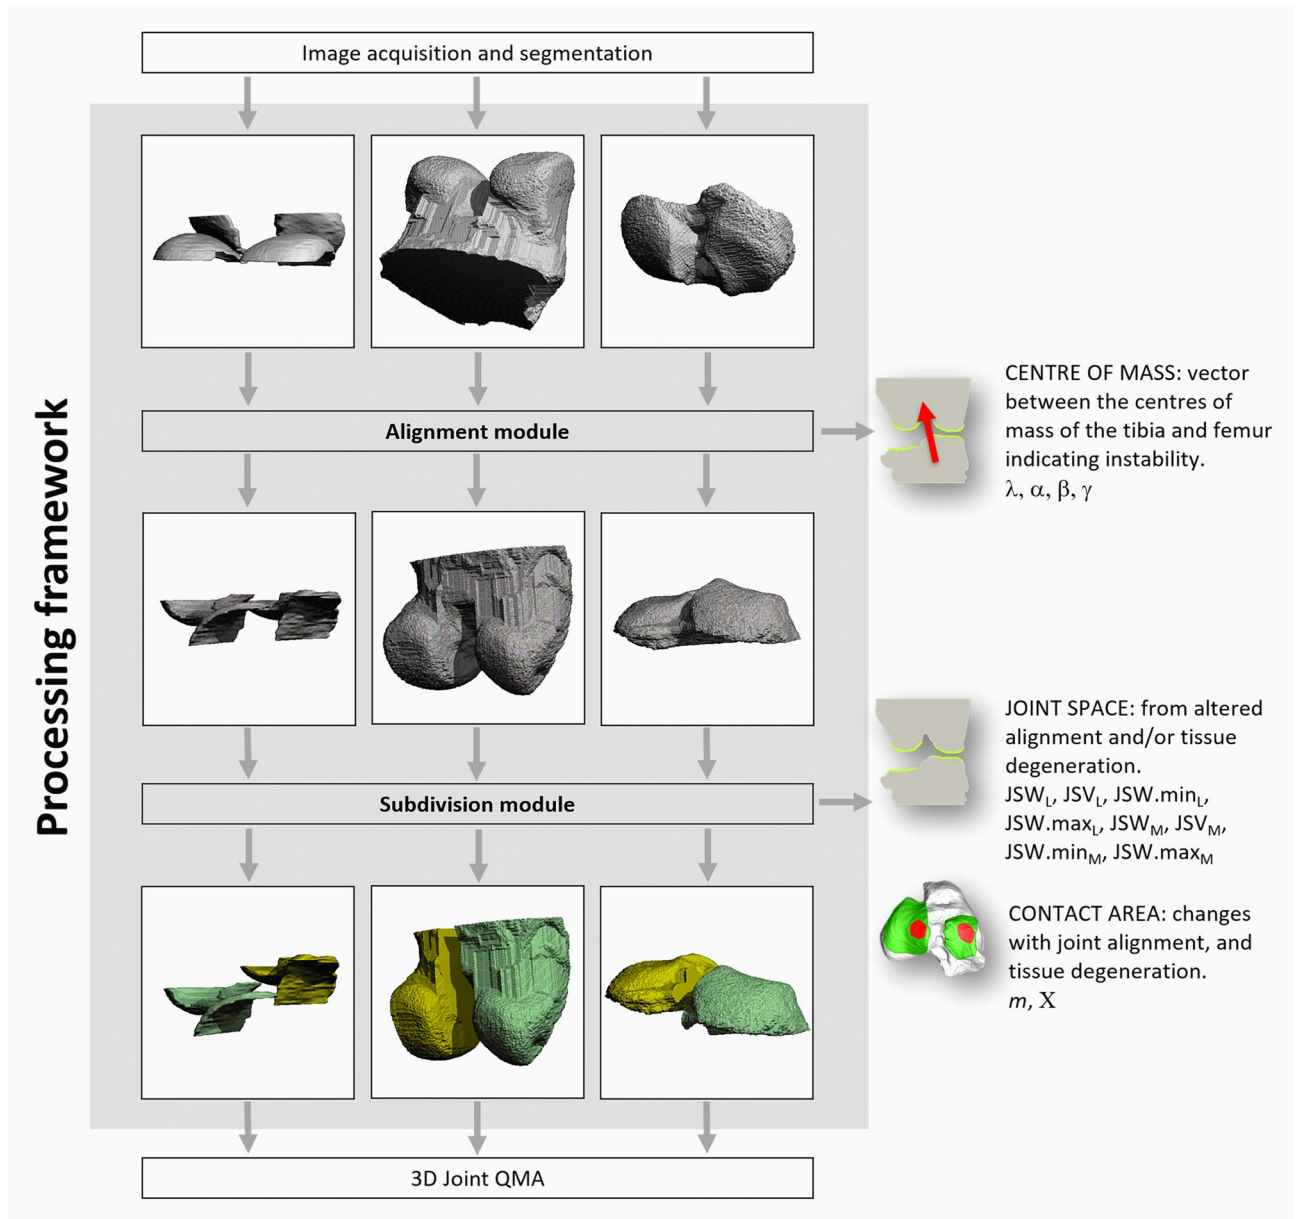 Image acquisition and segmentation
Processing framework
Alignment module
CENTRE OF MASS: vector
between the centres of
mass of the tibia and femur
indicating instability.
λ, α, β, γ
Subdivision module
JOINT SPACE: from altered
alignment and/or tissue
degeneration.
JSW_L, JSV_L, JSW.min_L,
JSW.max_L, JSW_M, JSV_M,
JSW.min_M, JSW.max_M
CONTACT AREA: changes
with joint alignment, and
tissue degeneration.
m, X
3D Joint QMA